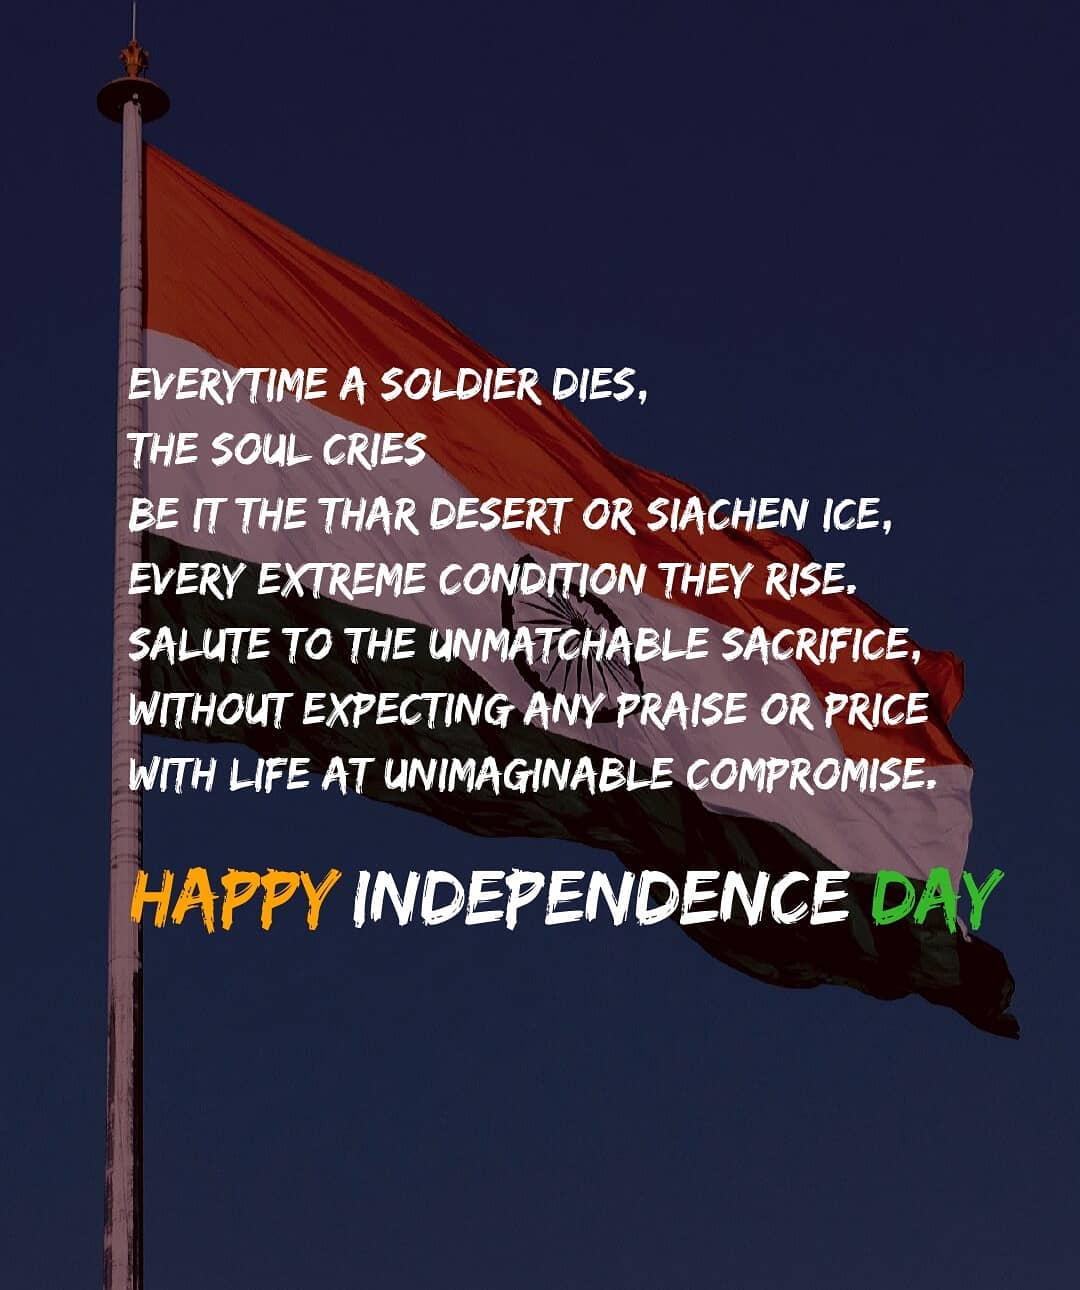 EVERYTIME A SOLDIER DIES,
THE SOUL CRIES
BE IT THE THAR DESERT OR SIACHEN ICE,
EVERY EXTREME CONDITION THEY RISE.
SALUTE TO THE UNMATCHABLE SACRIFICE,
WITHOUT EXPECTING ANY PRAISE OR PRICE
WITH LIFE AT UNIMAGINABLE COMPROMISE.
HAPPY INDEPENDENCE DAY